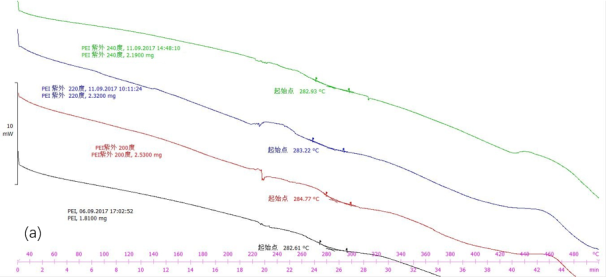 PEI 紫外 240度, 11.09.2017 14:48:10
PEI 紫外 240度, 2.1900 mg
起始点 282.93 °C
PEI 紫外 220度, 11.09.2017 10:11:24
PEI 紫外 220度, 2.3200 mg
起始点 283.22 °C
10
mW
PEI紫外 200度
PEI紫外 200度, 2.5300 mg
起始点 284.77 °C
PEI, 06.09.2017 17:02:52
PEI, 1.8100 mg
起始点 282.61 °C
(a)
40 60 80 100 120 140 160 180 200 220 240 260 280 300 320 340 360 380 400 420 440 460 480 °C
0 2 4 6 8 10 12 14 16 18 20 22 24 26 28 28 30 32 34 36 38 40 42 44 min